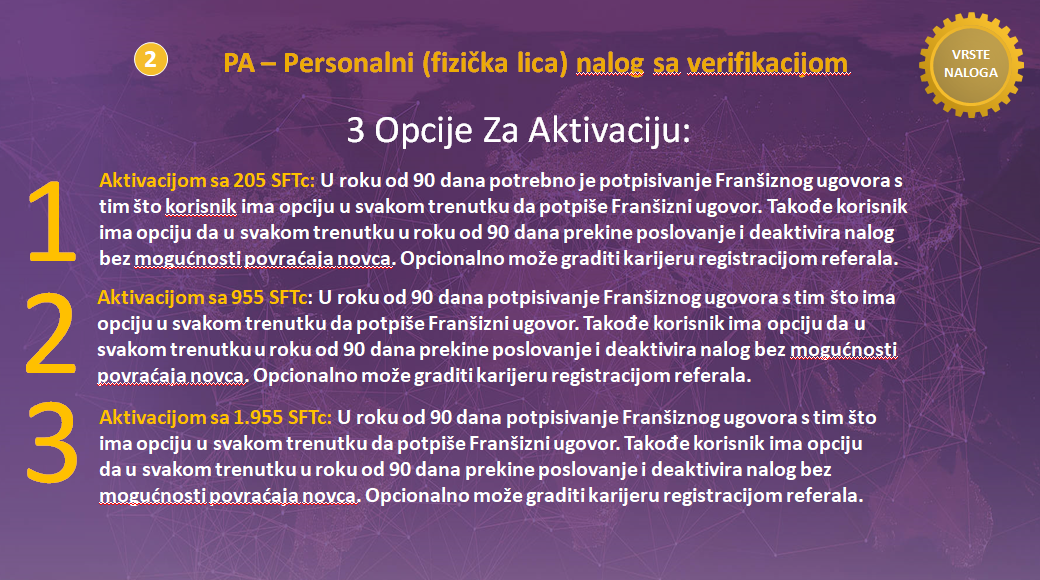 2
PA – Personalni (fizička lica) nalog sa verifikacijom
VRSTE
NALOGA
3 Opcije Za Aktivaciju:
1
Aktivacijom sa 205 SFTc: U roku od 90 dana potrebno je potpisivanje Franšiznog ugovora s
tim što korisnik ima opciju u svakom trenutku da potpiše Franšizni ugovor. Takođe korisnik
ima opciju da u svakom trenutku u roku od 90 dana prekine poslovanje i deaktivira nalog
bez mogućnosti povraćaja novca. Opcionalno može graditi karijeru registracijom referala.
2
Aktivacijom sa 955 SFTc: U roku od 90 dana potpisivanje Franšiznog ugovora s tim što ima
opciju u svakom trenutku da potpiše Franšizni ugovor. Takođe korisnik ima opciju da u
svakom trenutku u roku od 90 dana prekine poslovanje i deaktivira nalog bez mogućnosti
povraćaja novca. Opcionalno može graditi karijeru registracijom referala.
3
Aktivacijom sa 1.955 SFTc: U roku od 90 dana potpisivanje Franšiznog ugovora s tim što
ima opciju u svakom trenutku da potpiše Franšizni ugovor. Takođe korisnik ima opciju
da u svakom trenutku u roku od 90 dana prekine poslovanje i deaktivira nalog bez
mogućnosti povraćaja novca. Opcionalno može graditi karijeru registracijom referala.